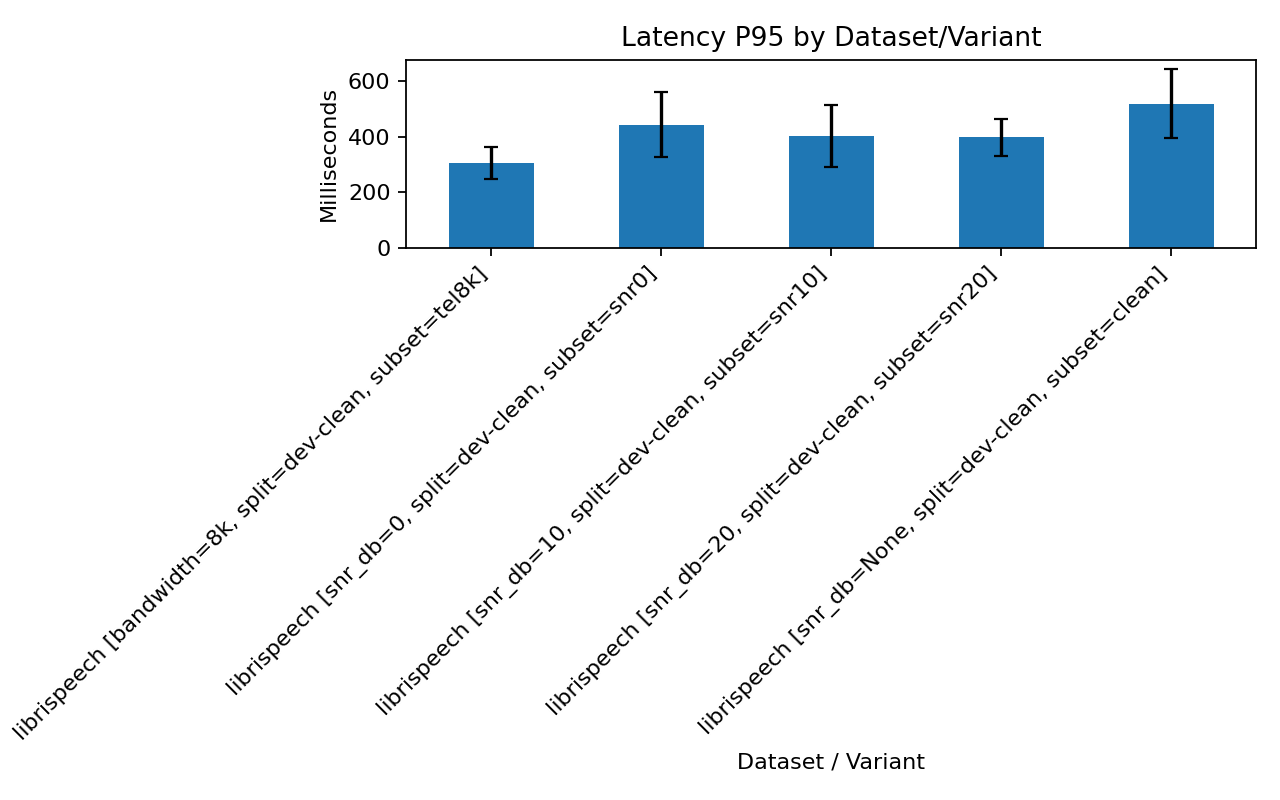 Latency P95 by Dataset/Variant
Milliseconds
600
400
200
0
librispeech [bandwidth=8k, split=dev-clean, subset=tel8k]
librispeech [snr_db=0, split=dev-clean, subset=snr0]
librispeech [snr_db=10, split=dev-clean, subset=snr10]
librispeech [snr_db=20, split=dev-clean, subset=snr20]
librispeech [snr_db=None, split=dev-clean, subset=clean]
Dataset / Variant